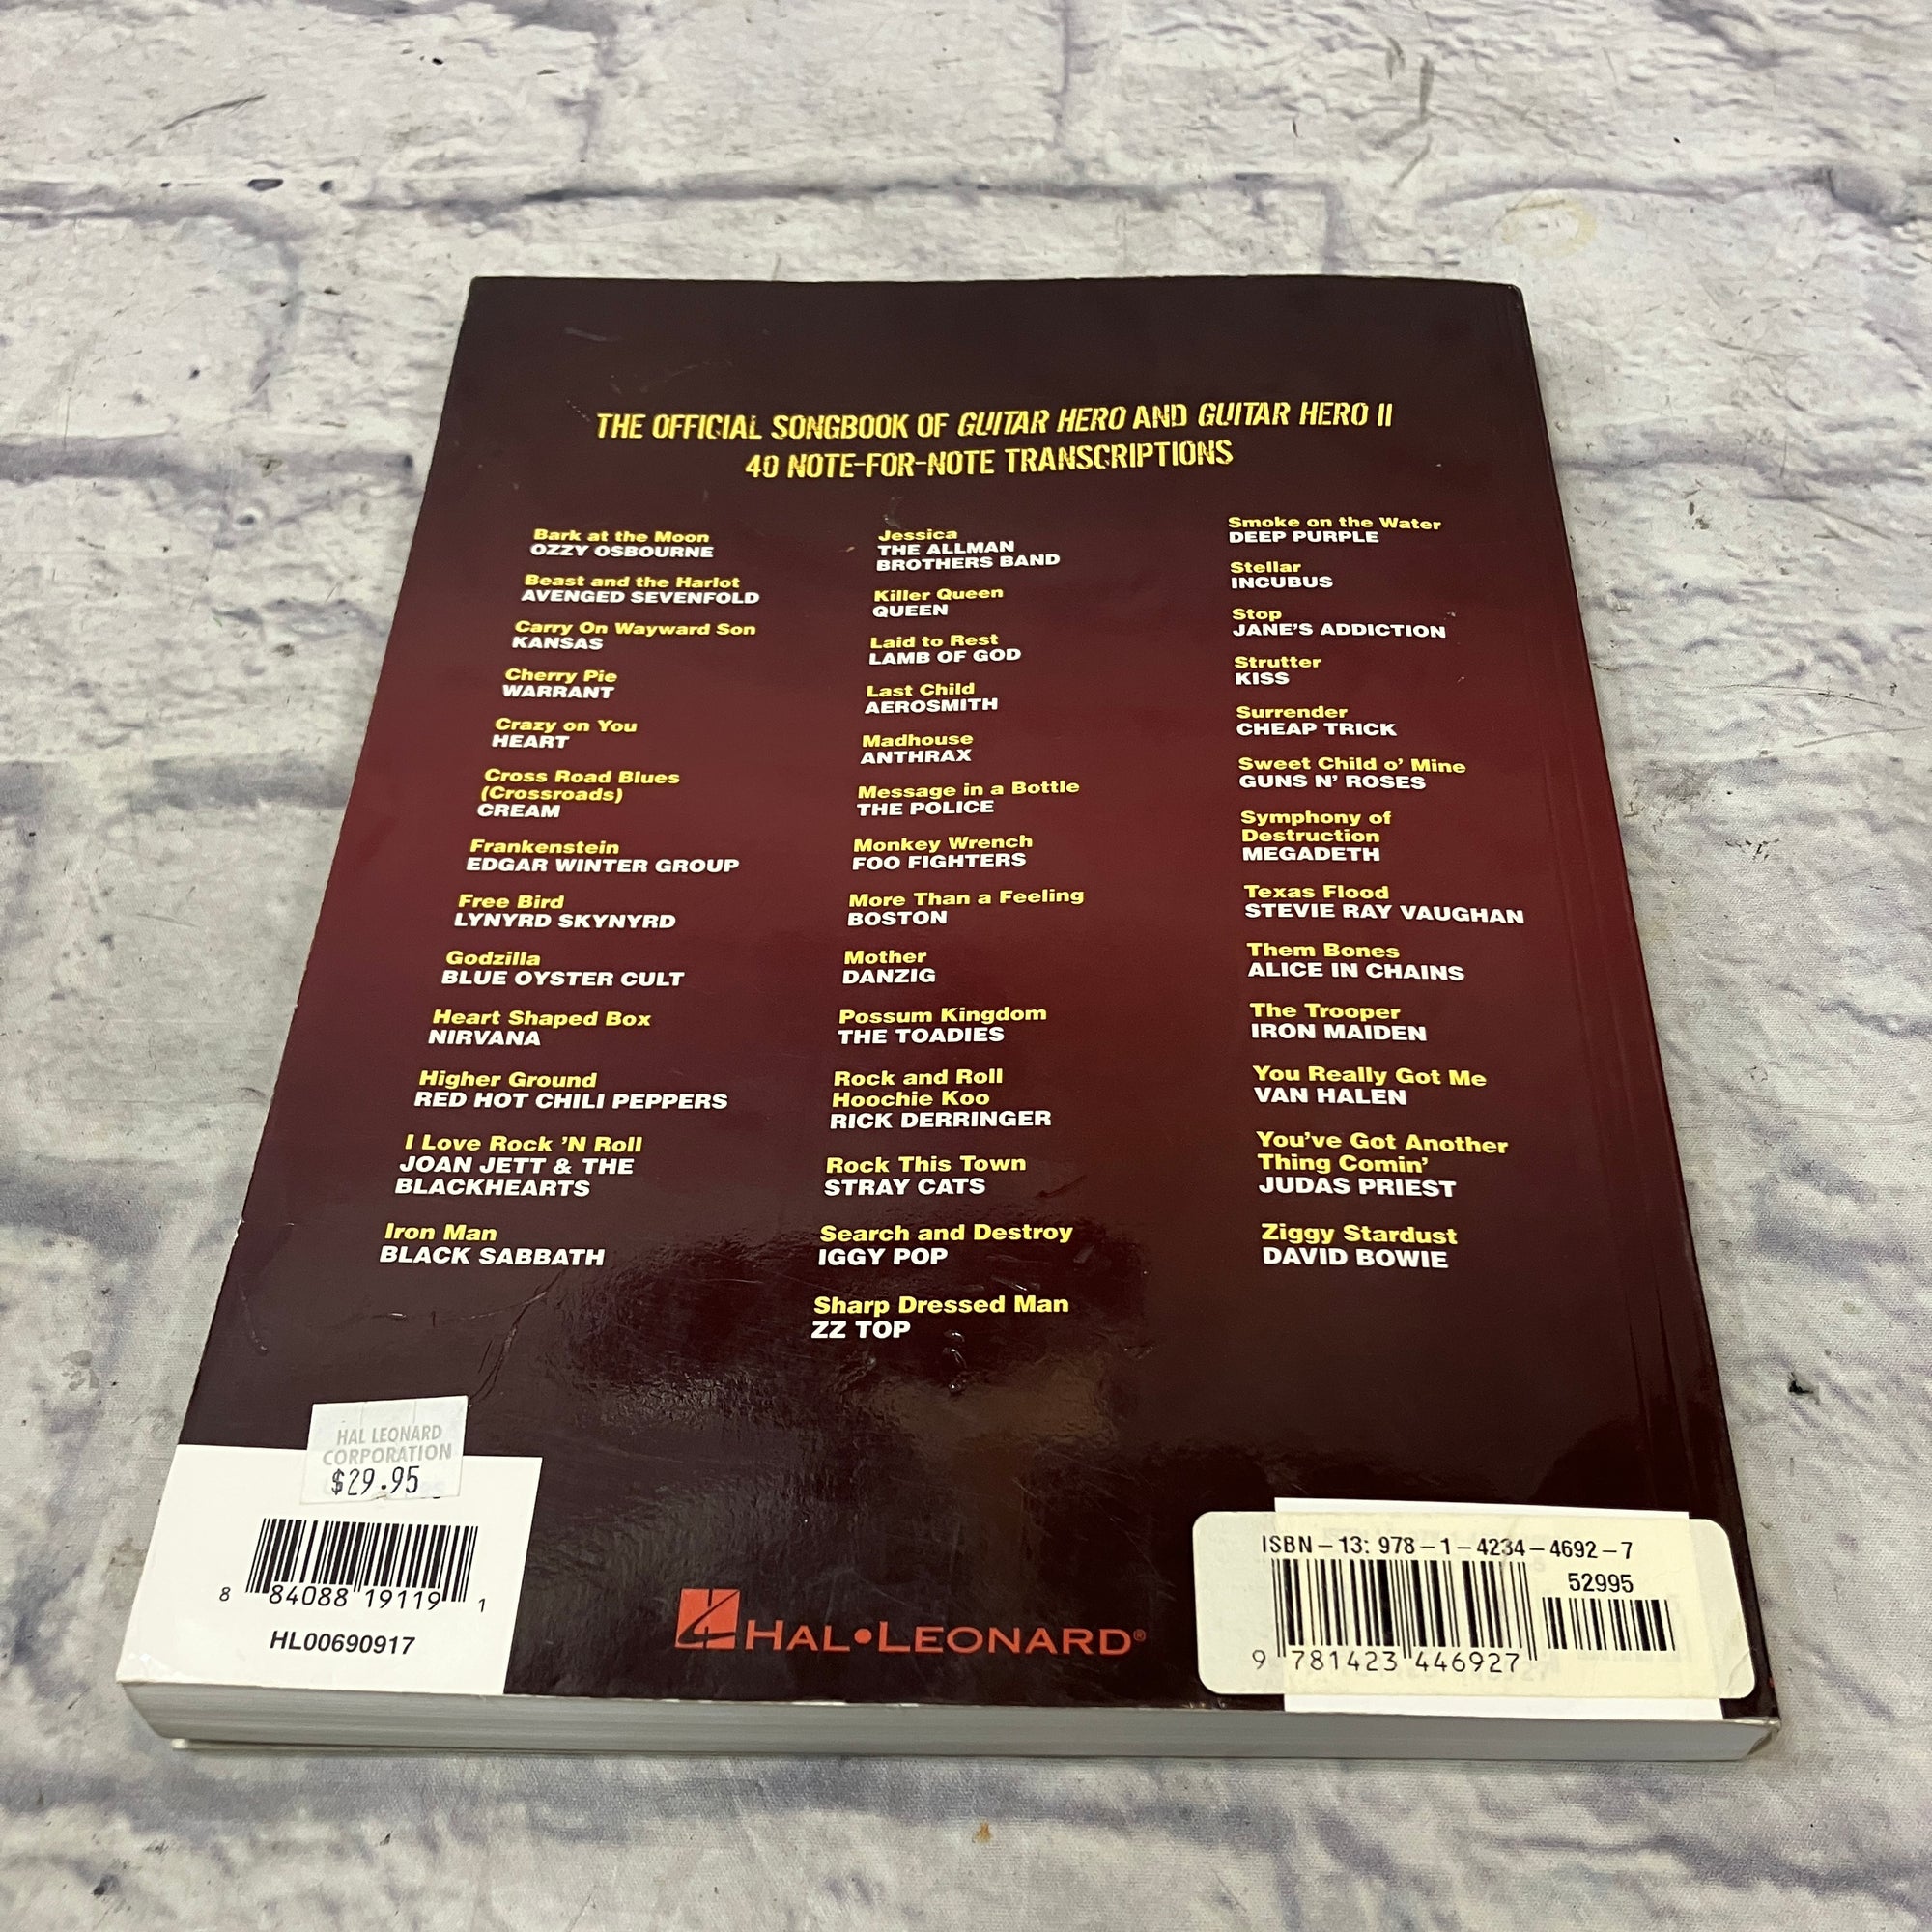 THE OFFICIAL SONGBOOK OF GUITAR HERO AND GUITAR HERO II
40 NOTE-FOR-NOTE TRANSCRIPTIONS
Bark at the Moon
OZZY OSBOURNE
Beast and the Harlot
AVENGED SEVENFOLD
Carry On Wayward Son
KANSAS
Cherry Pie
WARRANT
Crazy on You
HEART
Cross Road Blues
(Crossroads)
CREAM
Frankenstein
EDGAR WINTER GROUP
Free Bird
LYNYRD SKYNYRD
Godzilla
BLUE OYSTER CULT
Heart Shaped Box
NIRVANA
Higher Ground
RED HOT CHILI PEPPERS
I Love Rock 'N Roll
JOAN JETT & THE
BLACKHEARTS
Iron Man
BLACK SABBATH
Jessica
THE ALLMAN
BROTHERS BAND
Killer Queen
QUEEN
Laid to Rest
LAMB OF GOD
Last Child
AEROSMITH
Madhouse
ANTHRAX
Message in a Bottle
THE POLICE
Monkey Wrench
FOO FIGHTERS
More Than a Feeling
BOSTON
Mother
DANZIG
Possum Kingdom
THE TOADIES
Rock and Roll
Hoochie Koo
RICK DERRINGER
Rock This Town
STRAY CATS
Search and Destroy
IGGY POP
Sharp Dressed Man
ZZ TOP
Smoke on the Water
DEEP PURPLE
Stellar
INCUBUS
Stop
JANE'S ADDICTION
Strutter
KISS
Surrender
CHEAP TRICK
Sweet Child o' Mine
GUNS N' ROSES
Symphony of
Destruction
MEGADETH
Texas Flood
STEVIE RAY VAUGHAN
Them Bones
ALICE IN CHAINS
The Trooper
IRON MAIDEN
You Really Got Me
VAN HALEN
You've Got Another
Thing Comin'
JUDAS PRIEST
Ziggy Stardust
DAVID BOWIE
HAL LEONARD
CORPORATION
$29.95
8 84088 19119 1
HL00690917
HAL•LEONARD®
ISBN-13: 978-1-4234-4692-7
52995
9 781423 446927